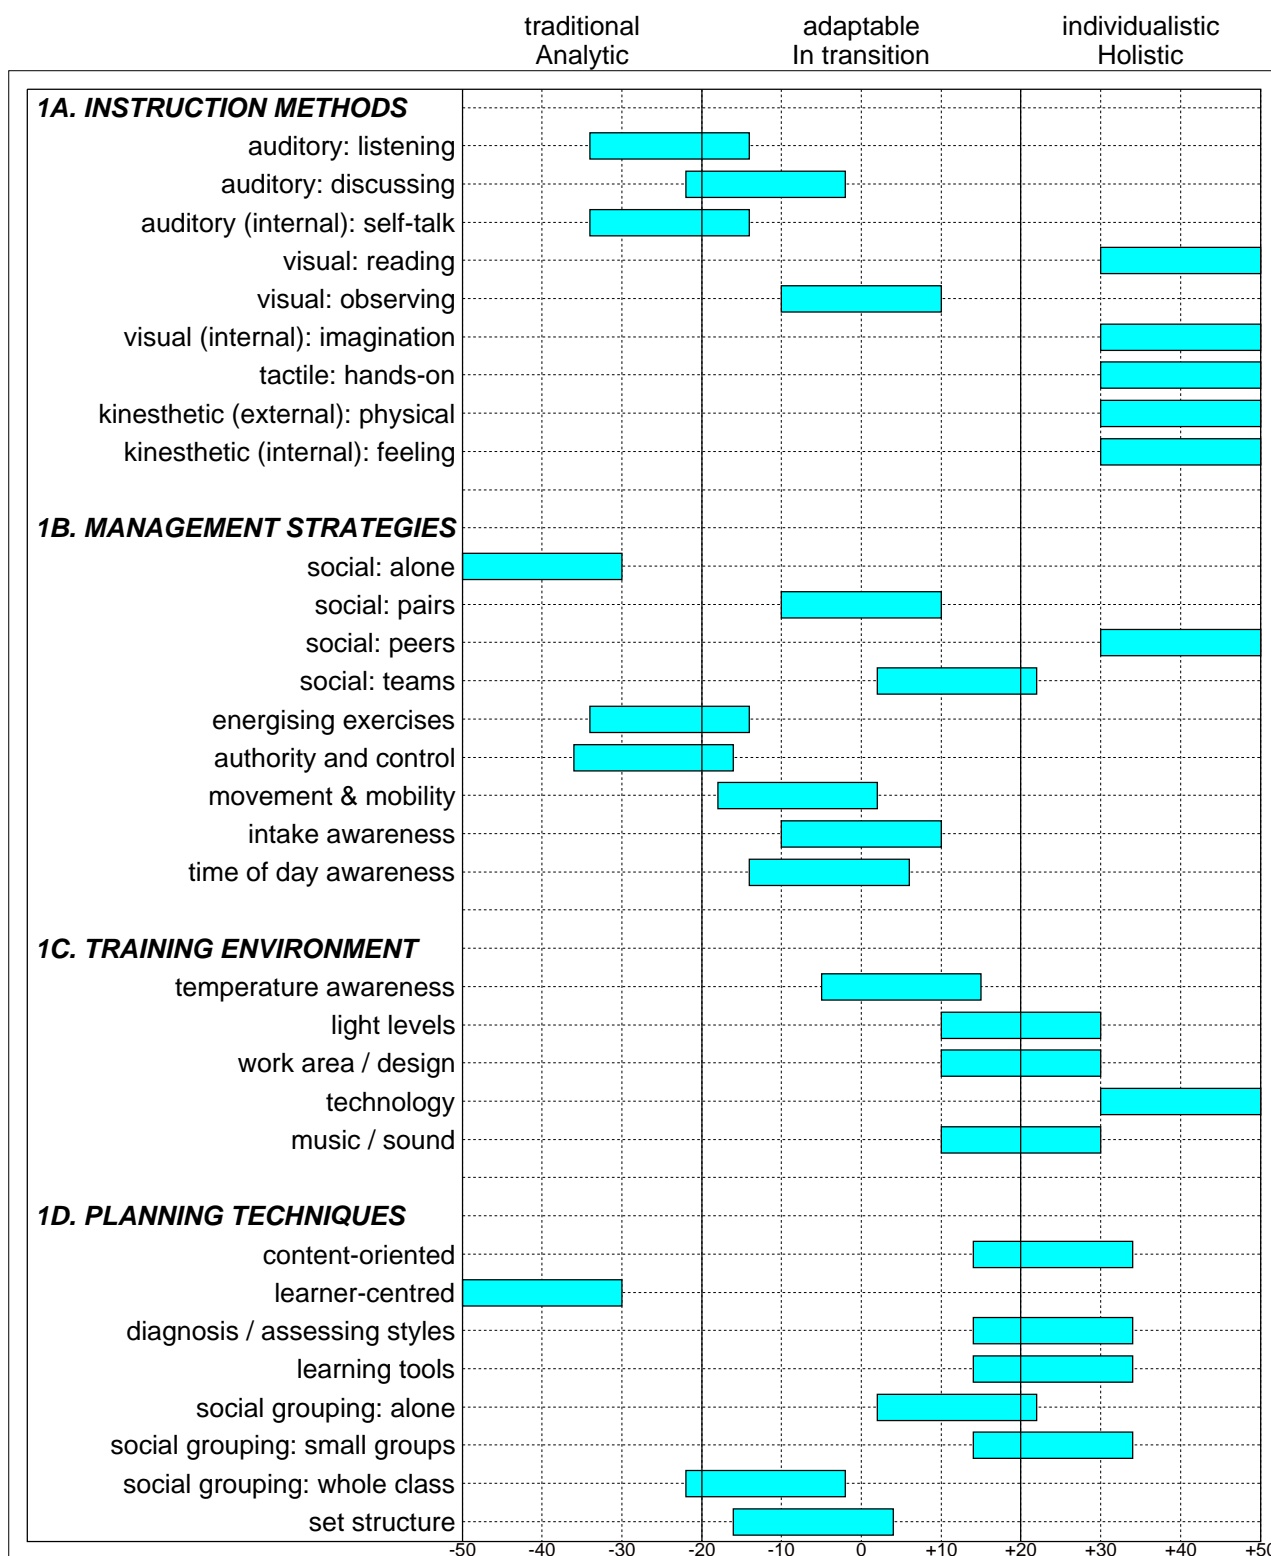 traditional adaptable individualistic
Analytic In transition Holistic
1A. INSTRUCTION METHODS
auditory: listening
auditory: discussing
auditory (internal): self-talk
visual: reading
visual: observing
visual (internal): imagination
tactile: hands-on
kinesthetic (external): physical
kinesthetic (internal): feeling
1B. MANAGEMENT STRATEGIES
social: alone
social: pairs
social: peers
social: teams
energising exercises
authority and control
movement & mobility
intake awareness
time of day awareness
1C. TRAINING ENVIRONMENT
temperature awareness
light levels
work area / design
technology
music / sound
1D. PLANNING TECHNIQUES
content-oriented
learner-centred
diagnosis / assessing styles
learning tools
social grouping: alone
social grouping: small groups
social grouping: whole class
set structure
-50 -40 -30 -20 -10 0 +10 +20 +30 +40 +50